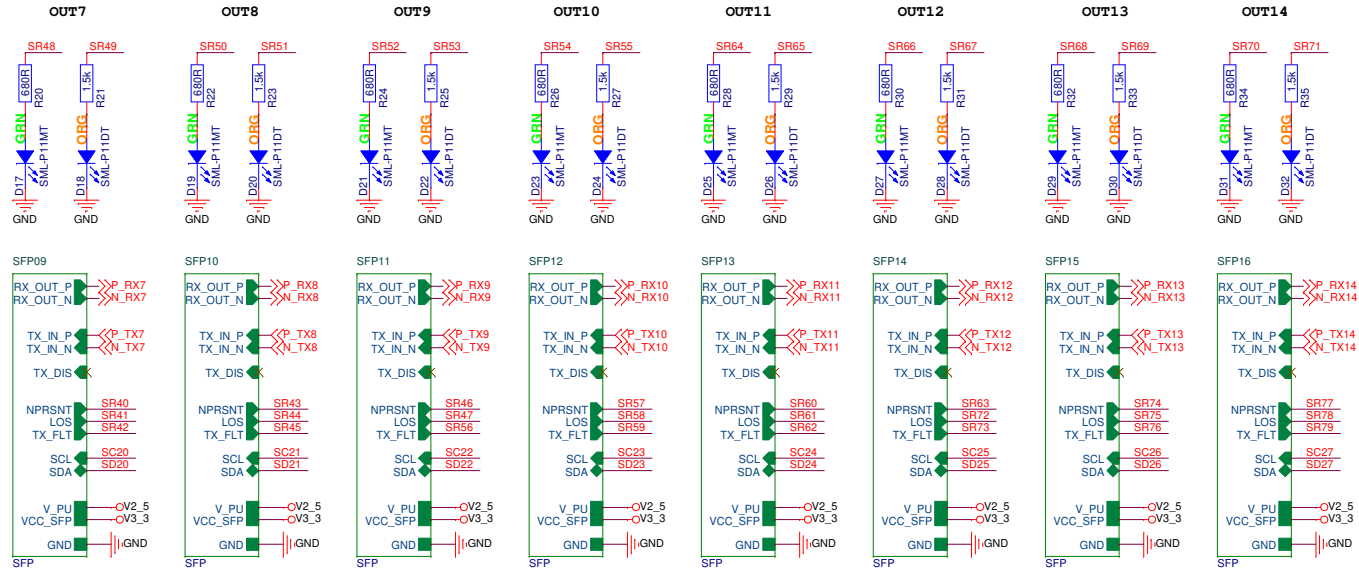 OUT7 OUT8 OUT9 OUT10 OUT11 OUT12 OUT13 OUT14
SR48 SR49 SR50 SR51 SR52 SR53 SR54 SR55 SR64 SR65 SR66 SR67 SR68 SR69 SR70 SR71
680R R20 1.5k R21 680R R22 1.5k R23 680R R24 1.5k R25 680R R26 1.5k R27 680R R28 1.5k R29 680R R30 1.5k R31 680R R32 1.5k R33 680R R34 1.5k R35
GRN ORG GRN ORG GRN ORG GRN ORG GRN ORG GRN ORG GRN ORG GRN ORG
D17 SML-P11MT D18 SML-P11DT D19 SML-P11MT D20 SML-P11DT D21 SML-P11MT D22 SML-P11DT D23 SML-P11MT D24 SML-P11DT D25 SML-P11MT D26 SML-P11DT D27 SML-P11MT D28 SML-P11DT D29 SML-P11MT D30 SML-P11DT D31 SML-P11MT D32 SML-P11DT
GND GND GND GND GND GND GND GND GND GND GND GND GND GND GND GND
SFP09 SFP10 SFP11 SFP12 SFP13 SFP14 SFP15 SFP16
RX_OUT_P P_RX7 RX_OUT_P P_RX8 RX_OUT_P P_RX9 RX_OUT_P P_RX10 RX_OUT_P P_RX11 RX_OUT_P P_RX12 RX_OUT_P P_RX13 RX_OUT_P P_RX14
RX_OUT_N N_RX7 RX_OUT_N N_RX8 RX_OUT_N N_RX9 RX_OUT_N N_RX10 RX_OUT_N N_RX11 RX_OUT_N N_RX12 RX_OUT_N N_RX13 RX_OUT_N N_RX14
TX_IN_P P_TX7 TX_IN_P P_TX8 TX_IN_P P_TX9 TX_IN_P P_TX10 TX_IN_P P_TX11 TX_IN_P P_TX12 TX_IN_P P_TX13 TX_IN_P P_TX14
TX_IN_N N_TX7 TX_IN_N N_TX8 TX_IN_N N_TX9 TX_IN_N N_TX10 TX_IN_N N_TX11 TX_IN_N N_TX12 TX_IN_N N_TX13 TX_IN_N N_TX14
TX_DIS TX_DIS TX_DIS TX_DIS TX_DIS TX_DIS TX_DIS TX_DIS
NPRSNT SR40 NPRSNT SR43 NPRSNT SR46 NPRSNT SR57 NPRSNT SR60 NPRSNT SR63 NPRSNT SR74 NPRSNT SR77
LOS SR41 LOS SR44 LOS SR47 LOS SR58 LOS SR61 LOS SR72 LOS SR75 LOS SR78
TX_FLT SR42 TX_FLT SR45 TX_FLT SR56 TX_FLT SR59 TX_FLT SR62 TX_FLT SR73 TX_FLT SR76 TX_FLT SR79
SCL SC20 SCL SC21 SCL SC22 SCL SC23 SCL SC24 SCL SC25 SCL SC26 SCL SC27
SDA SD20 SDA SD21 SDA SD22 SDA SD23 SDA SD24 SDA SD25 SDA SD26 SDA SD27
V_PU V2_5 V_PU V2_5 V_PU V2_5 V_PU V2_5 V_PU V2_5 V_PU V2_5 V_PU V2_5 V_PU V2_5
VCC_SFP V3_3 VCC_SFP V3_3 VCC_SFP V3_3 VCC_SFP V3_3 VCC_SFP V3_3 VCC_SFP V3_3 VCC_SFP V3_3 VCC_SFP V3_3
GND GND GND GND GND GND GND GND GND GND GND GND GND GND GND GND
SFP SFP SFP SFP SFP SFP SFP SFP